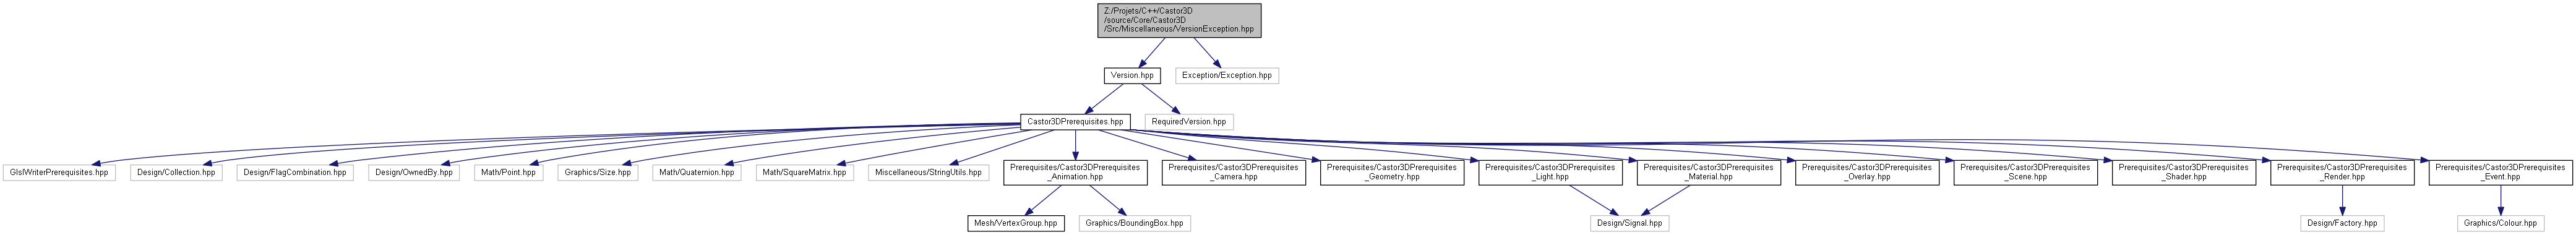 Z:/Projets/C++/Castor3D
/source/Core/Castor3D
/Src/Miscellaneous/VersionException.hpp
Version.hpp
Exception/Exception.hpp
Castor3DPrerequisites.hpp
RequiredVersion.hpp
GlslWriterPrerequisites.hpp
Design/Collection.hpp
Design/FlagCombination.hpp
Design/OwnedBy.hpp
Math/Point.hpp
Graphics/Size.hpp
Math/Quaternion.hpp
Math/SquareMatrix.hpp
Miscellaneous/StringUtils.hpp
Prerequisites/Castor3DPrerequisites
_Animation.hpp
Prerequisites/Castor3DPrerequisites
_Camera.hpp
Prerequisites/Castor3DPrerequisites
_Geometry.hpp
Prerequisites/Castor3DPrerequisites
_Light.hpp
Prerequisites/Castor3DPrerequisites
_Material.hpp
Prerequisites/Castor3DPrerequisites
_Overlay.hpp
Prerequisites/Castor3DPrerequisites
_Scene.hpp
Prerequisites/Castor3DPrerequisites
_Shader.hpp
Prerequisites/Castor3DPrerequisites
_Render.hpp
Prerequisites/Castor3DPrerequisites
_Event.hpp
Mesh/VertexGroup.hpp
Graphics/BoundingBox.hpp
Design/Signal.hpp
Design/Factory.hpp
Graphics/Colour.hpp